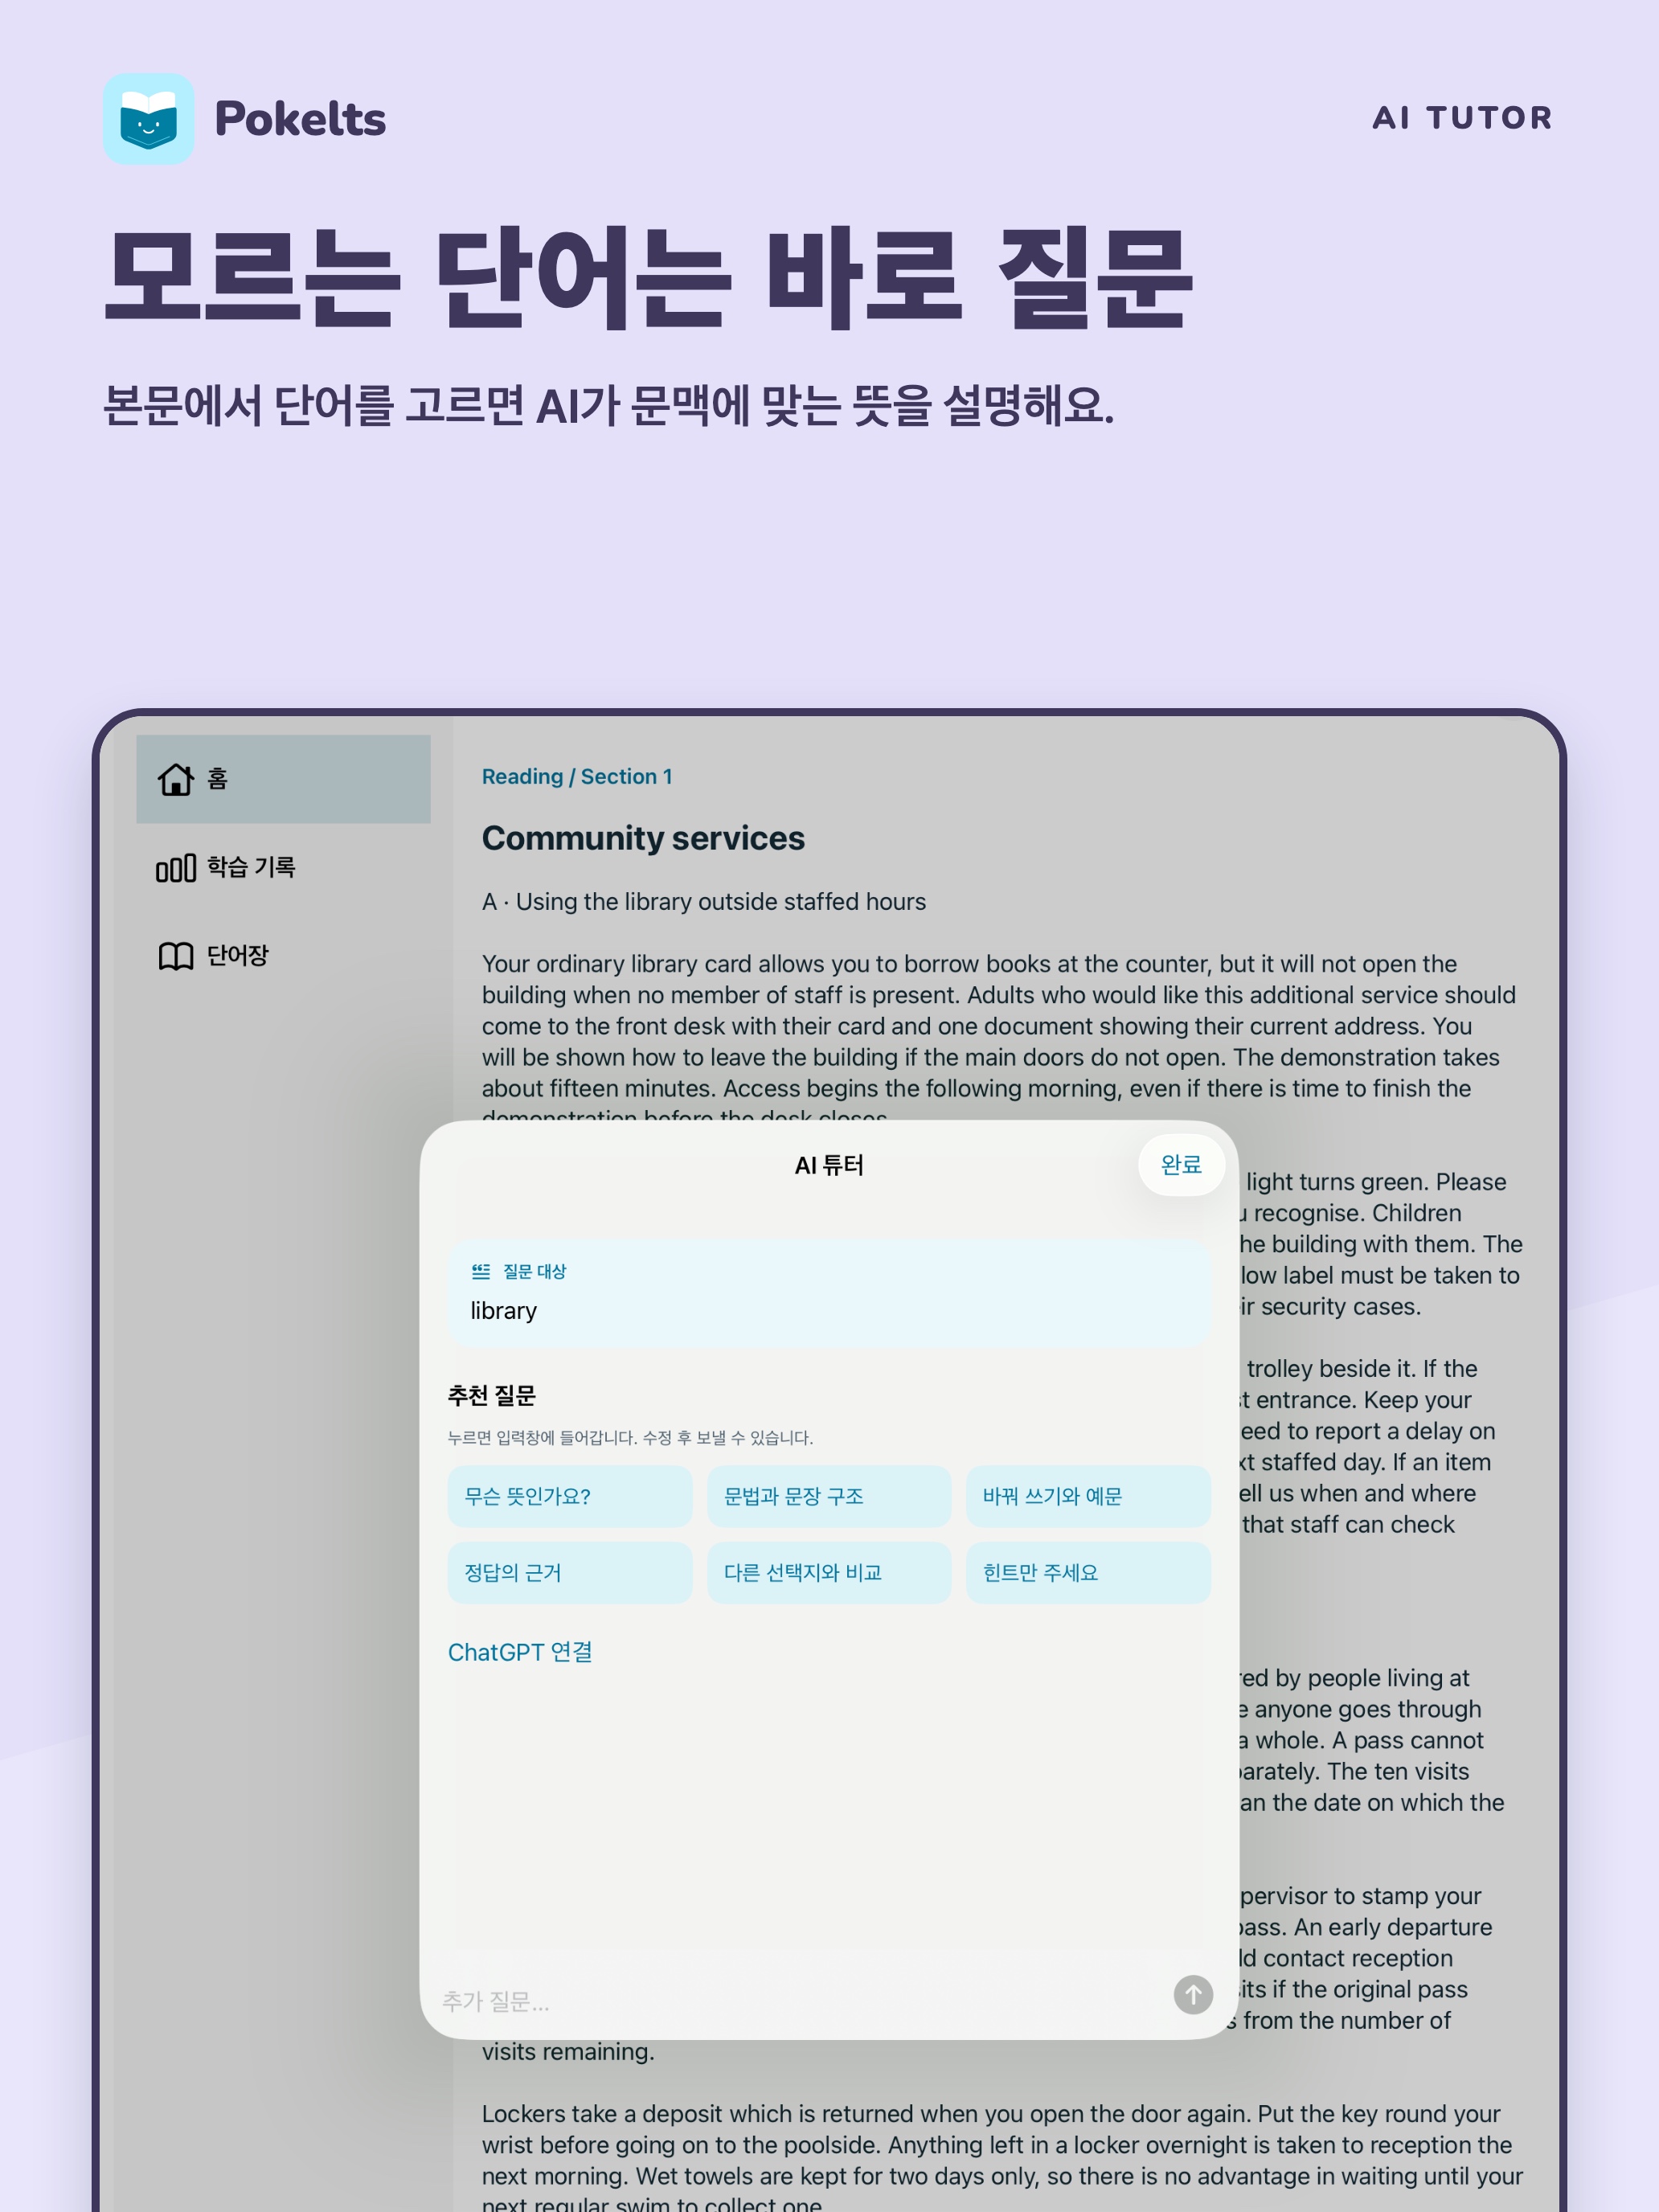 Pokelts
AI TUTOR
모르는 단어는 바로 질문
본문에서 단어를 고르면 AI가 문맥에 맞는 뜻을 설명해요.
홈
학습 기록
단어장
Reading / Section 1
Community services
A · Using the library outside staffed hours
Your ordinary library card allows you to borrow books at the counter, but it will not open the
building when no member of staff is present. Adults who would like this additional service should
come to the front desk with their card and one document showing their current address. You
will be shown how to leave the building if the main doors do not open. The demonstration takes
about fifteen minutes. Access begins the following morning, even if there is time to finish the
demonstration before the desk closes.
light turns green. Please
recognise. Children
building with them. The
label must be taken to
security cases.
trolley beside it. If the
entrance. Keep your
to report a delay on
staffed day. If an item
us when and where
that staff can check
by people living at
anyone goes through
a whole. A pass cannot
The ten visits
the date on which the
to stamp your
pass. An early departure
contact reception
if the original pass
from the number of
visits remaining.
Lockers take a deposit which is returned when you open the door again. Put the key round your
wrist before going on to the poolside. Anything left in a locker overnight is taken to reception the
next morning. Wet towels are kept for two days only, so there is no advantage in waiting until your
next regular swim to collect one.
AI 튜터
완료
질문 대상
library
추천 질문
누르면 입력창에 들어갑니다. 수정 후 보낼 수 있습니다.
무슨 뜻인가요?
문법과 문장 구조
바꿔 쓰기와 예문
정답의 근거
다른 선택지와 비교
힌트만 주세요
ChatGPT 연결
추가 질문...